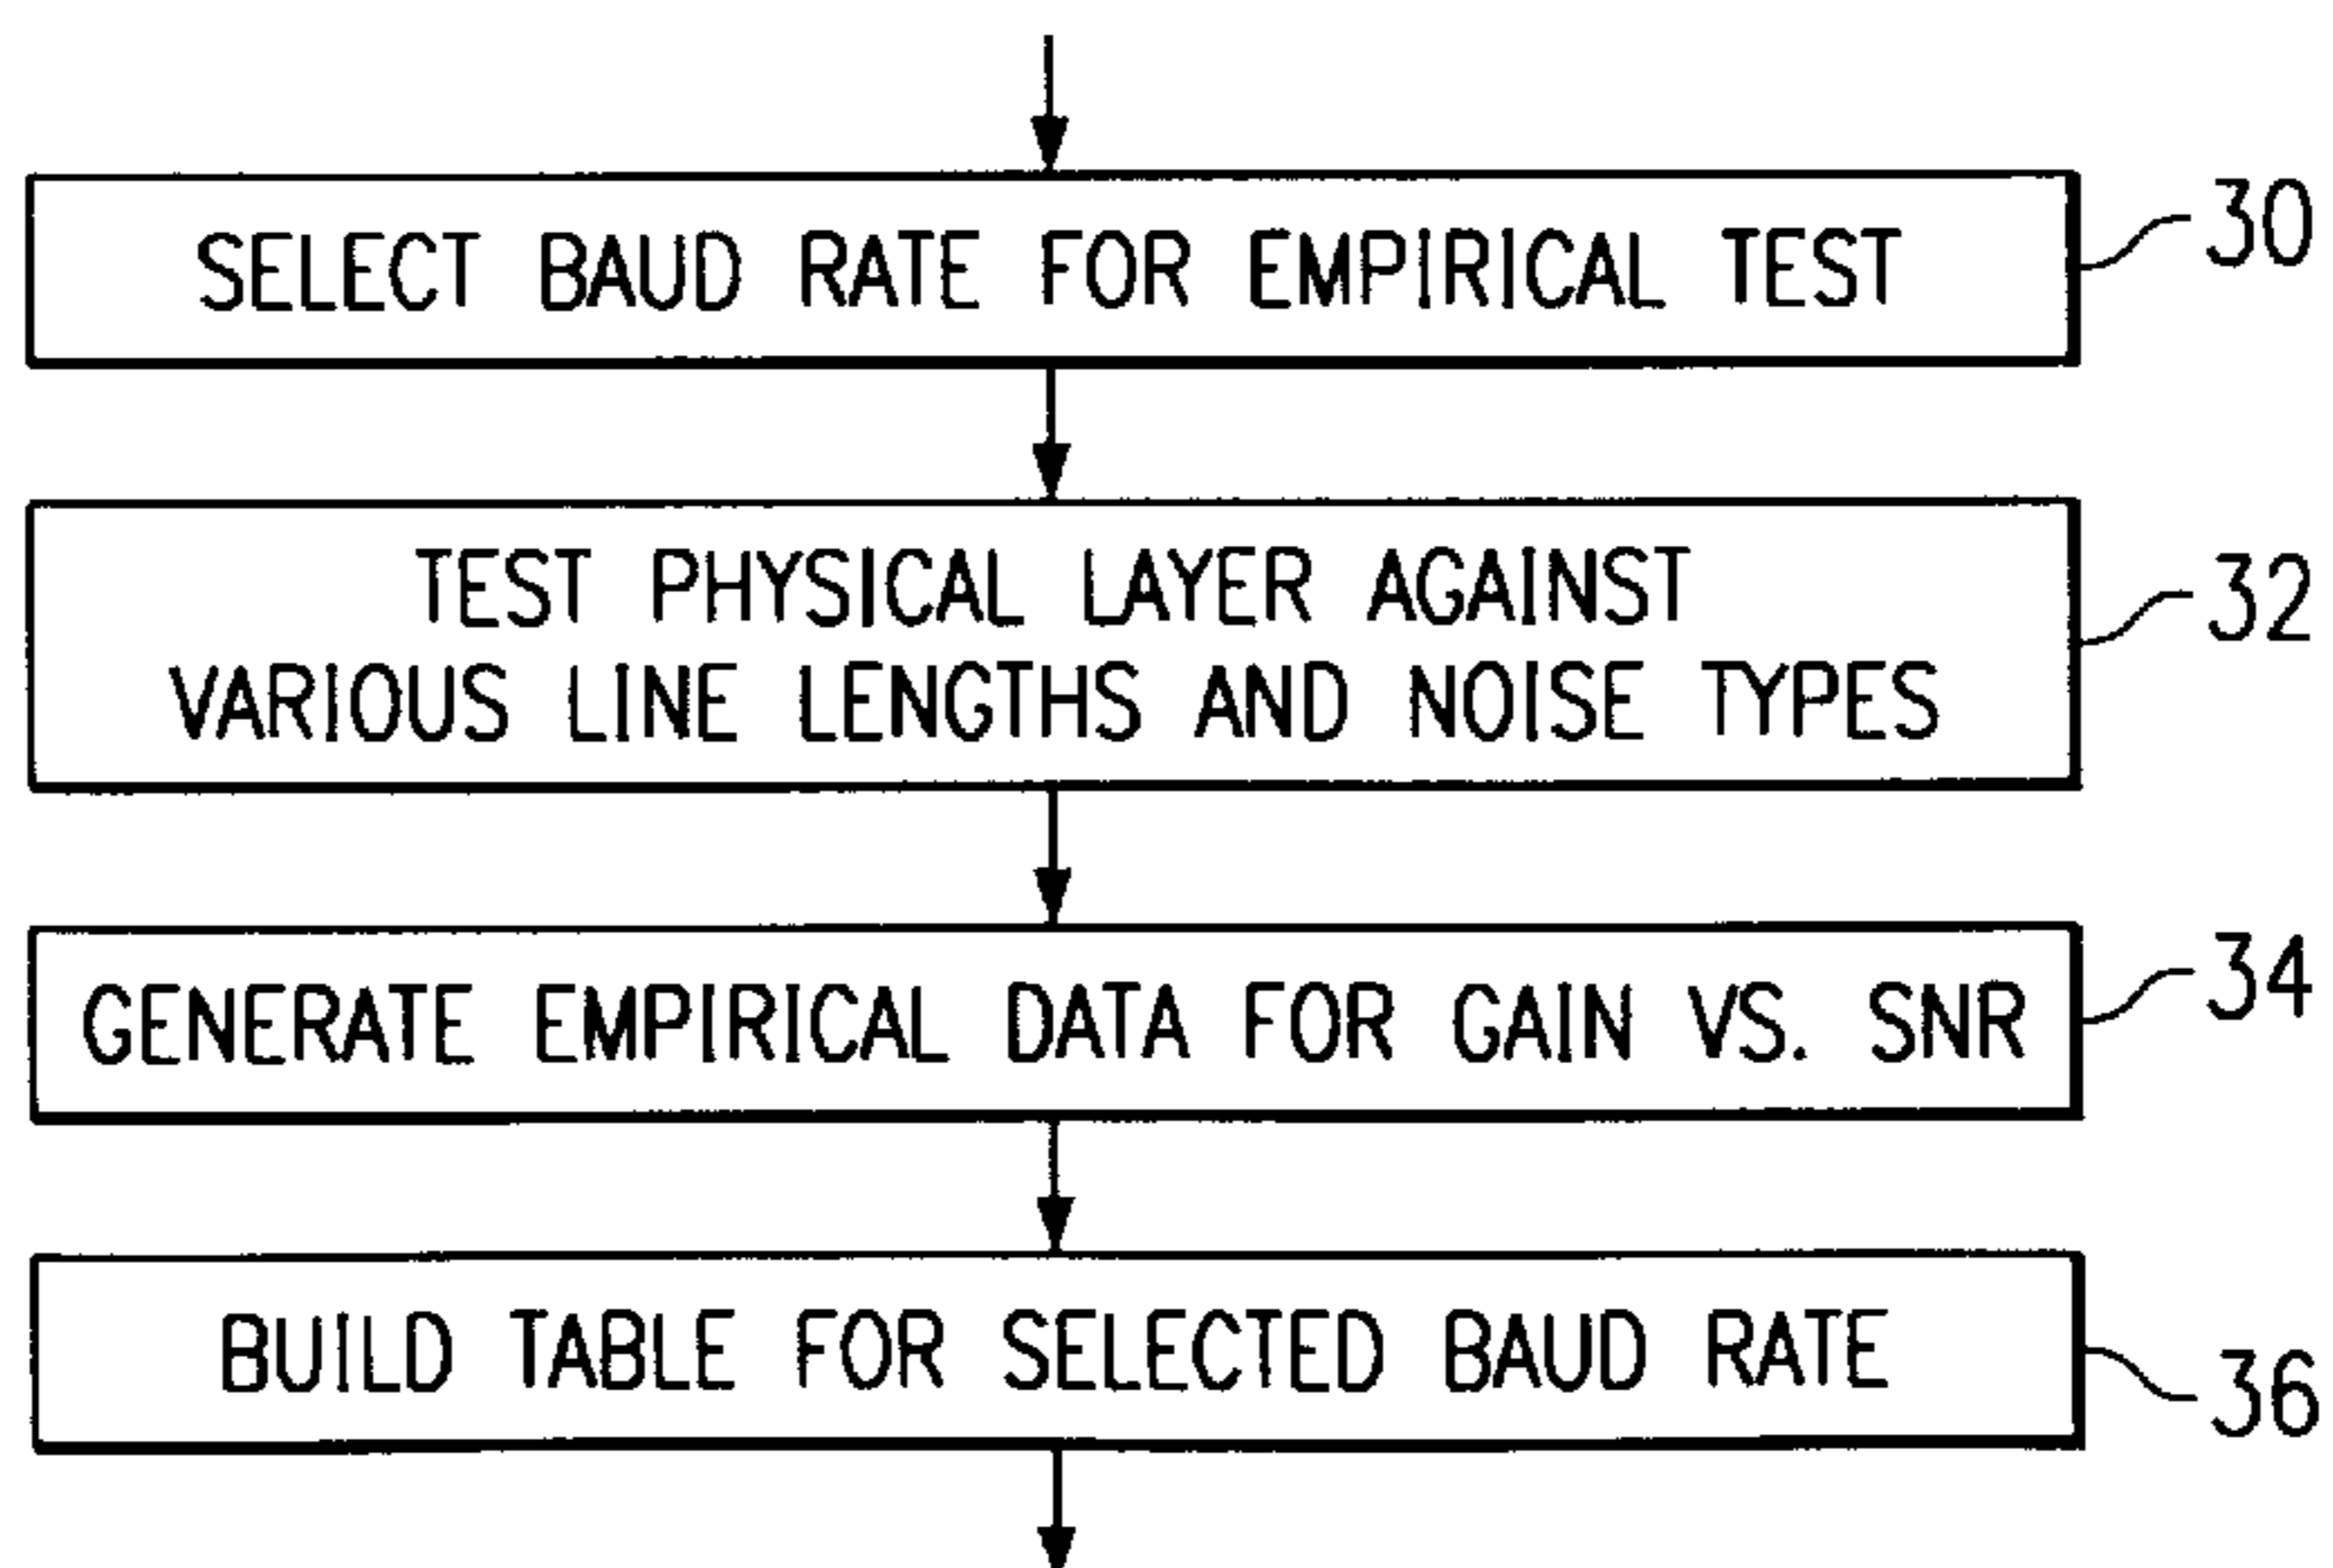 SELECT BAUD RATE FOR EMPIRICAL TEST
30
TEST PHYSICAL LAYER AGAINST
VARIOUS LINE LENGTHS AND NOISE TYPES
32
GENERATE EMPIRICAL DATA FOR GAIN VS. SNR
34
BUILD TABLE FOR SELECTED BAUD RATE
36